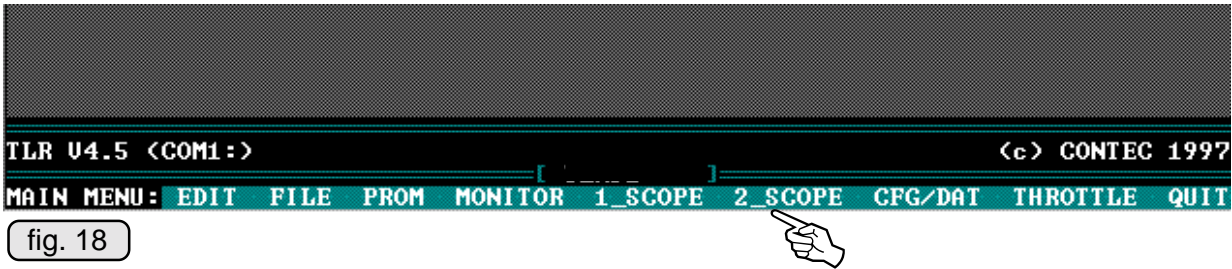 TLR V4.5 (COM1:) (c) CONTEC 1997
[ ]
MAIN MENU: EDIT FILE PROM MONITOR 1_SCOPE 2_SCOPE CFG/DAT THROTTLE QUIT
fig. 18